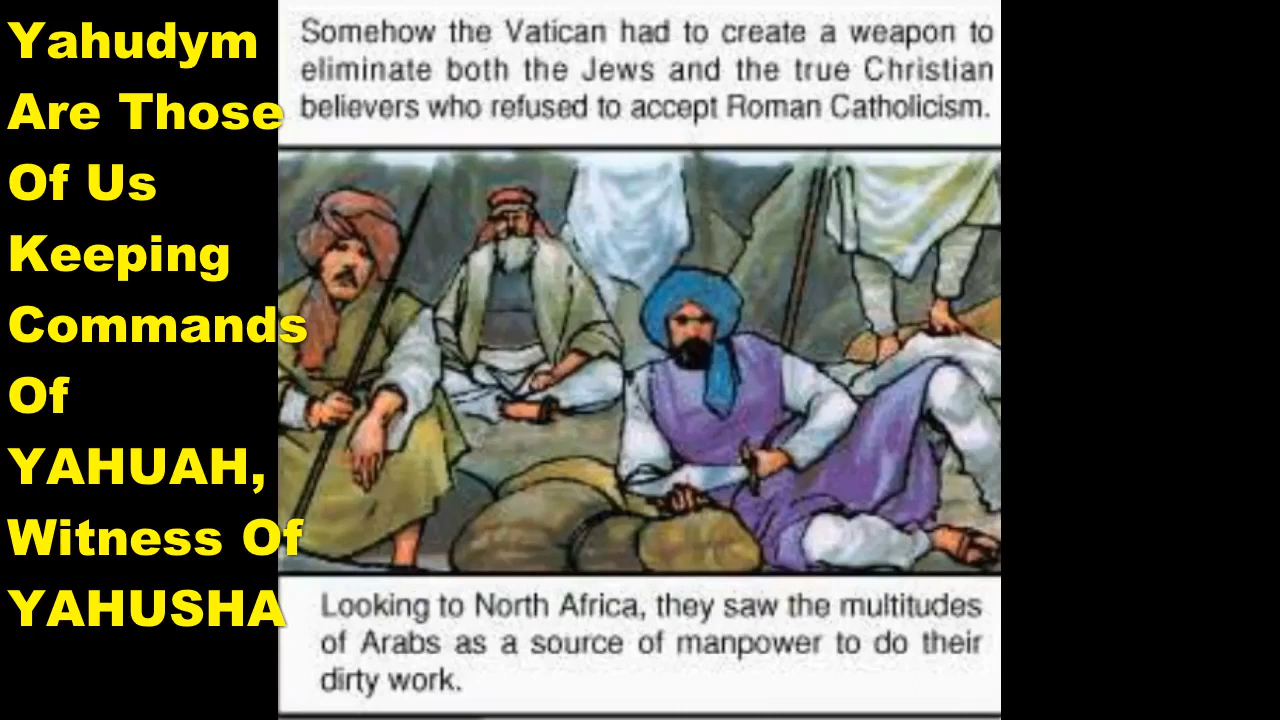 Yahudym
Are Those
Of Us
Keeping
Commands
Of
YAHUAH,
Witness Of
YAHUSHA
Somehow the Vatican had to create a weapon to
eliminate both the Jews and the true Christian
believers who refused to accept Roman Catholicism.
Looking to North Africa, they saw the multitudes
of Arabs as a source of manpower to do their
dirty work.